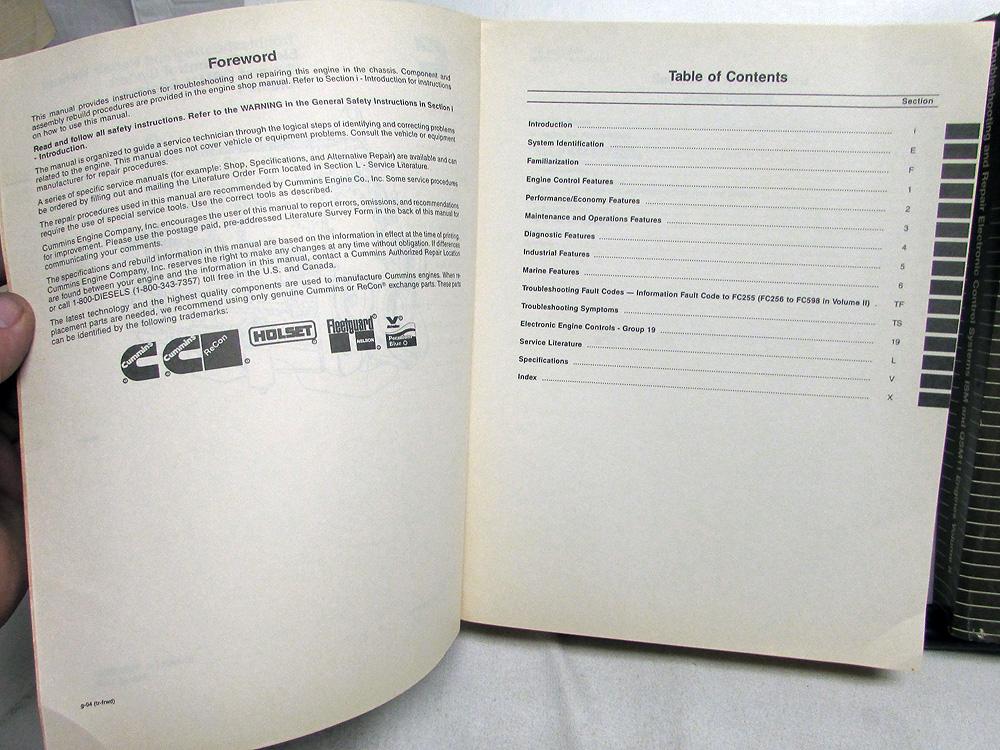 Foreword
This manual provides instructions for troubleshooting and repairing this engine in the chassis. Component and
assembly rebuild procedures are provided in the engine shop manual. Refer to Section i - Introduction for instructions
on how to use this manual.
Read and follow all safety instructions. Refer to the WARNING in the General Safety Instructions in Section i
- Introduction.
The manual is organized to guide a service technician through the logical steps of identifying and correcting problems
related to the engine. This manual does not cover vehicle or equipment problems. Consult the vehicle or equipment
manufacturer for repair procedures.
A series of specific service manuals (for example: Shop, Specifications, and Alternative Repair) are available and can
be ordered by filling out and mailing the Literature Order Form located in Section L - Service Literature.
The repair procedures used in this manual are recommended by Cummins Engine Co., Inc. Some service procedures
require the use of special service tools. Use the correct tools as described.
Cummins Engine Company, Inc. encourages the user of this manual to report errors, omissions, and recommendations
for improvement. Please use the postage paid, pre-addressed Literature Survey Form in the back of this manual for
communicating your comments.
The specifications and rebuild information in this manual are based on the information in effect at the time of printing.
Cummins Engine Company, Inc. reserves the right to make any changes at any time without obligation. If differences
are found between your engine and the information in this manual, contact a Cummins Authorized Repair Location
or call 1-800-DIESELS (1-800-343-7357) toll free in the U.S. and Canada.
The latest technology and the highest quality components are used to manufacture Cummins engines. When re-
placement parts are needed, we recommend using only genuine Cummins or ReCon® exchange parts. These parts
can be identified by the following trademarks:
Cummins Cummins ReCon HOLSET Fleetguard NELSON
9-94 (tr-frwd)
Table of Contents
Section
Introduction i
System Identification E
Familiarization F
Engine Control Features 1
Performance/Economy Features 2
Maintenance and Operations Features 3
Diagnostic Features 4
Industrial Features 5
Marine Features 6
Troubleshooting Fault Codes — Information Fault Code to FC255 (FC256 to FC598 in Volume II) TF
Troubleshooting Symptoms TS
Electronic Engine Controls - Group 19 19
Service Literature L
Specifications V
Index X
Troubleshooting and Repair Electronic Control Systems ISM and QSM11 Engines Volume